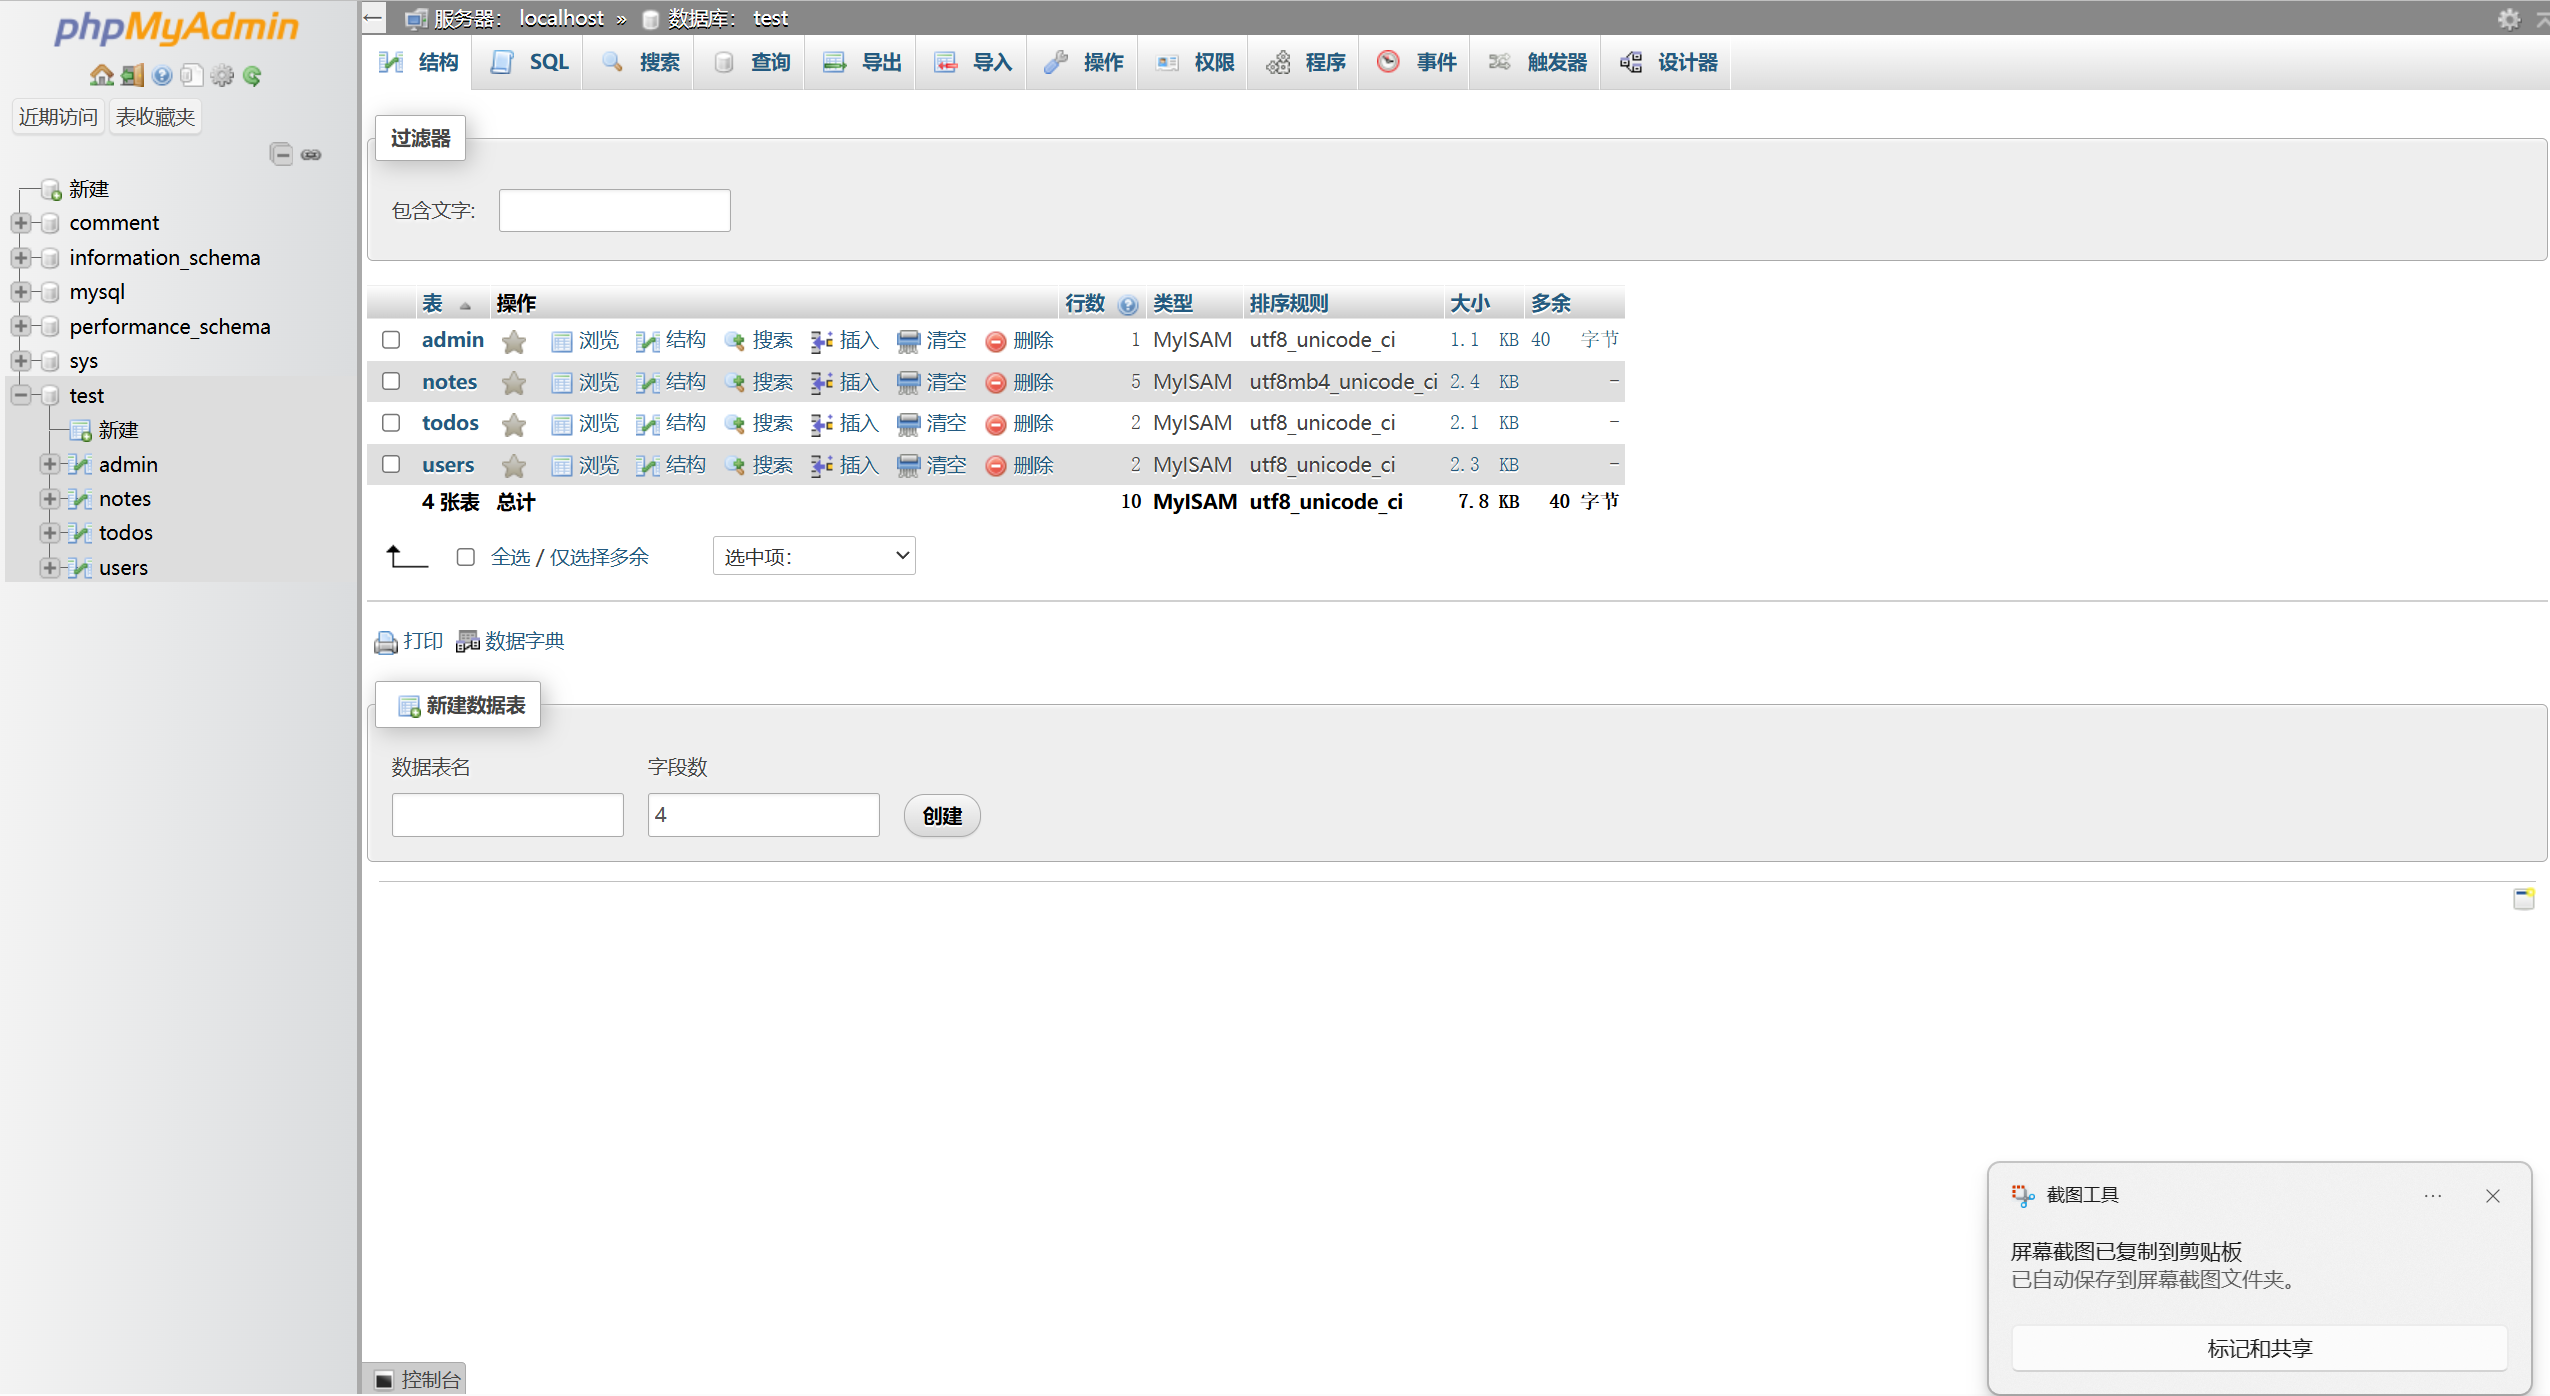 phpMyAdmin
近期访问 表收藏夹
新建
comment
information_schema
mysql
performance_schema
sys
test
新建
admin
notes
todos
users
服务器: localhost » 数据库: test
结构 SQL 搜索 查询 导出 导入 操作 权限 程序 事件 触发器 设计器
过滤器
包含文字:
表 操作 行数 类型 排序规则 大小 多余
admin 浏览 结构 搜索 插入 清空 删除 1 MyISAM utf8_unicode_ci 1.1 KB 40 字节
notes 浏览 结构 搜索 插入 清空 删除 5 MyISAM utf8mb4_unicode_ci 2.4 KB -
todos 浏览 结构 搜索 插入 清空 删除 2 MyISAM utf8_unicode_ci 2.1 KB -
users 浏览 结构 搜索 插入 清空 删除 2 MyISAM utf8_unicode_ci 2.3 KB -
4 张表 总计 10 MyISAM utf8_unicode_ci 7.8 KB 40 字节
全选 / 仅选择多余 选中项:
打印 数据字典
新建数据表
数据表名 字段数
4 创建
截图工具
屏幕截图已复制到剪贴板
已自动保存到屏幕截图文件夹。
标记和共享
控制台